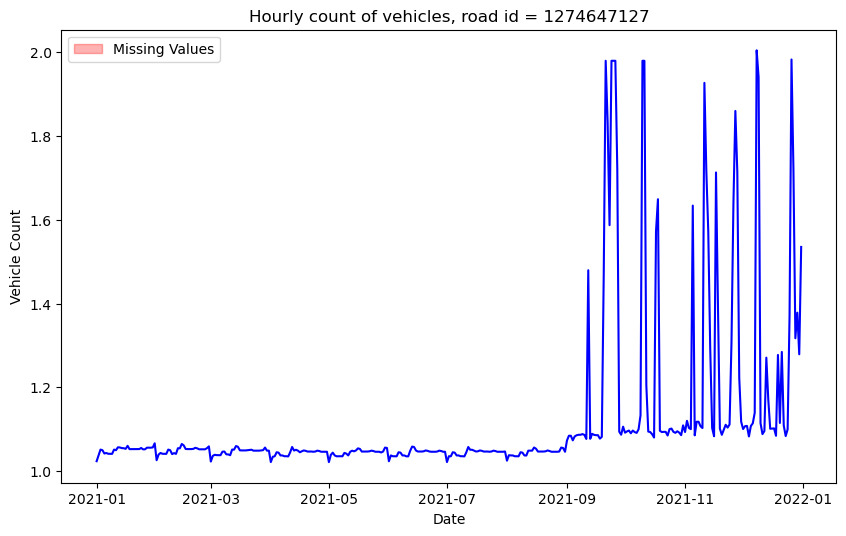 Hourly count of vehicles, road id = 1274647127
Missing Values
Vehicle Count
2.0
1.8
1.6
1.4
1.2
1.0
2021-01 2021-03 2021-05 2021-07 2021-09 2021-11 2022-01
Date